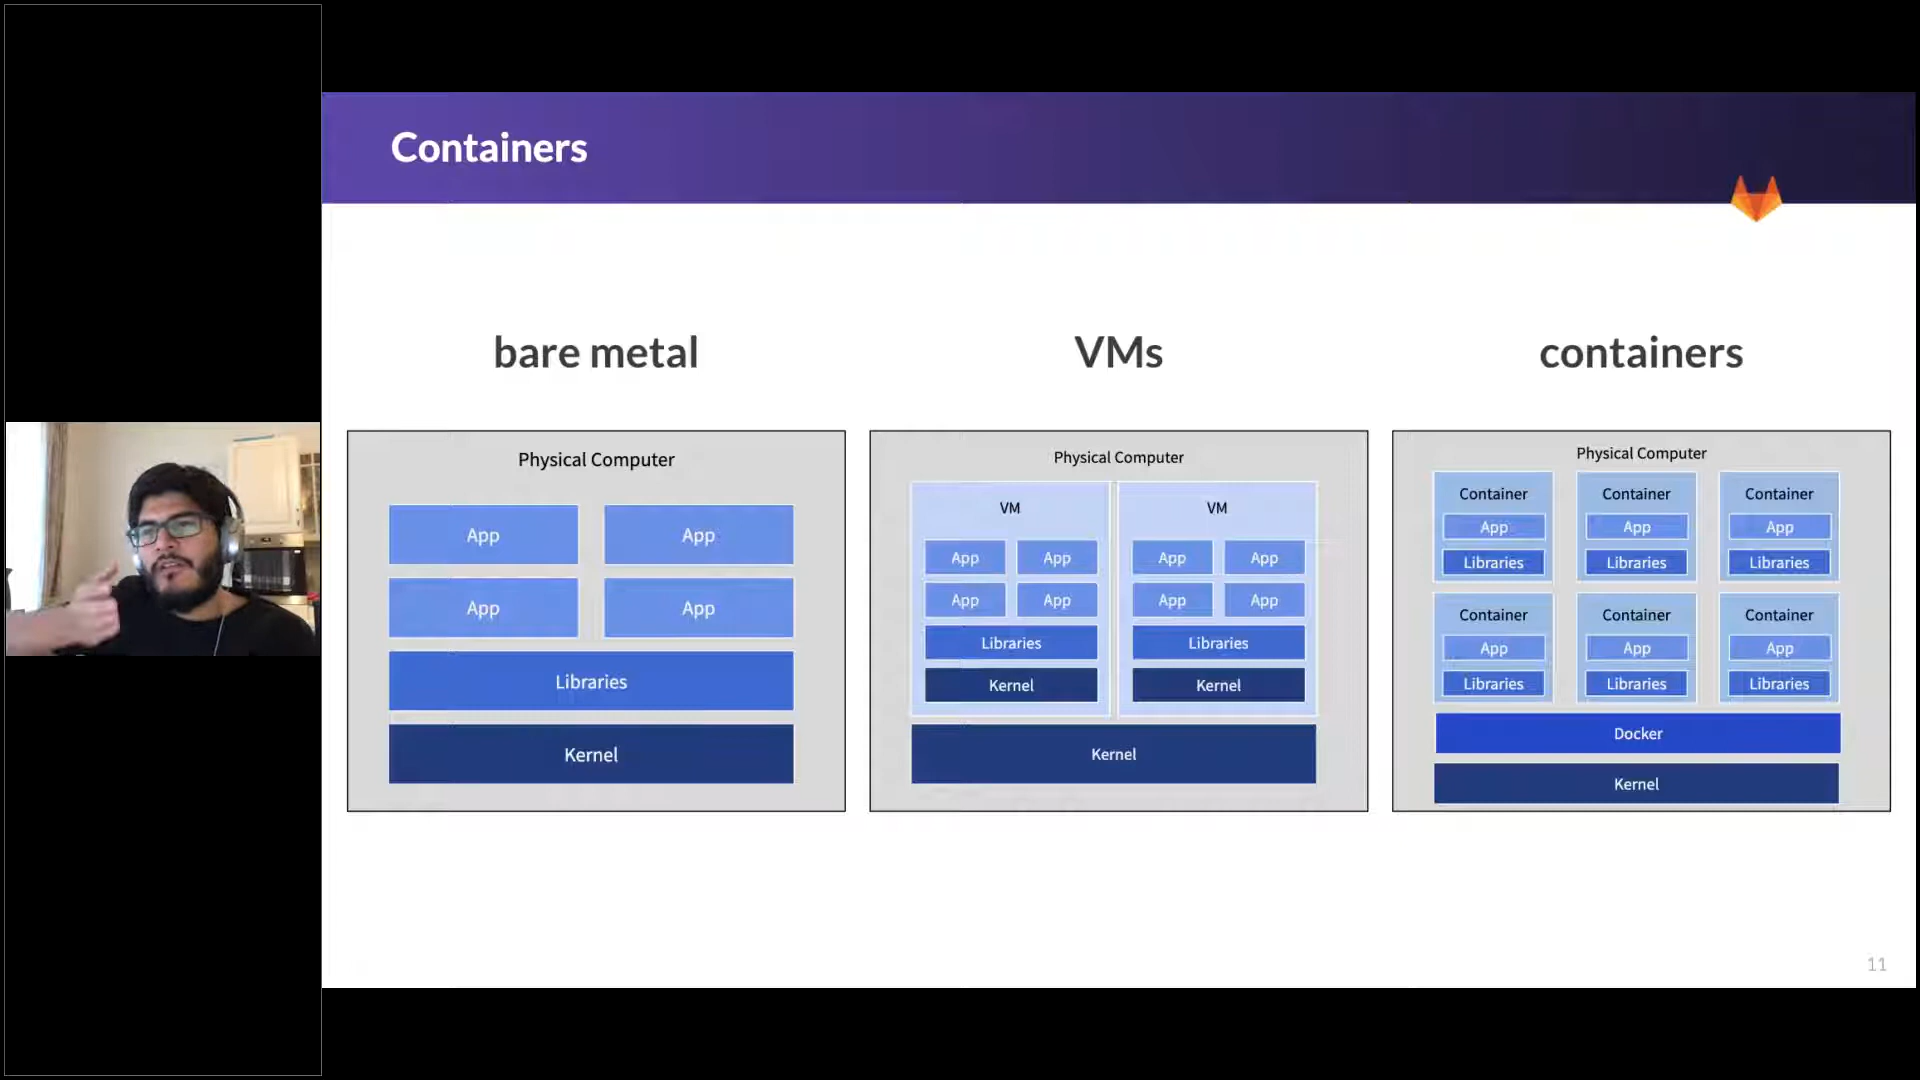 Containers
bare metal
VMs
containers
Physical Computer
App App
App App
Libraries
Kernel
Physical Computer
VM VM
App App App App
App App App App
Libraries Libraries
Kernel Kernel
Kernel
Physical Computer
Container Container Container
App App App
Libraries Libraries Libraries
Container Container Container
App App App
Libraries Libraries Libraries
Docker
Kernel
11